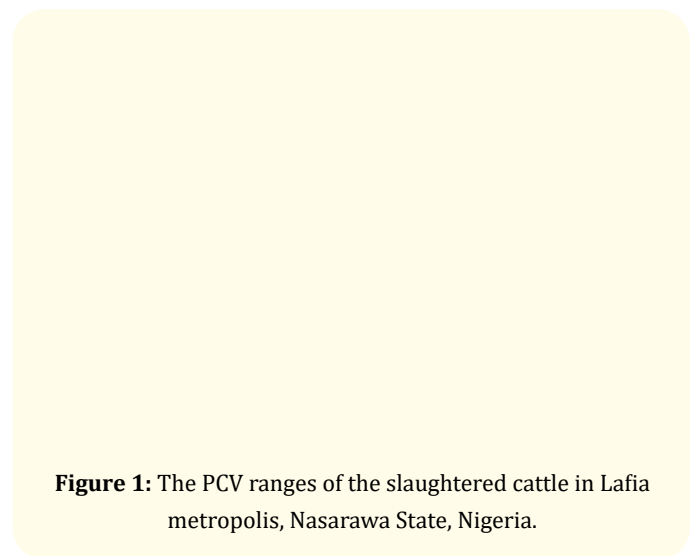 Figure 1: The PCV ranges of the slaughtered cattle in Lafia
metropolis, Nasarawa State, Nigeria.